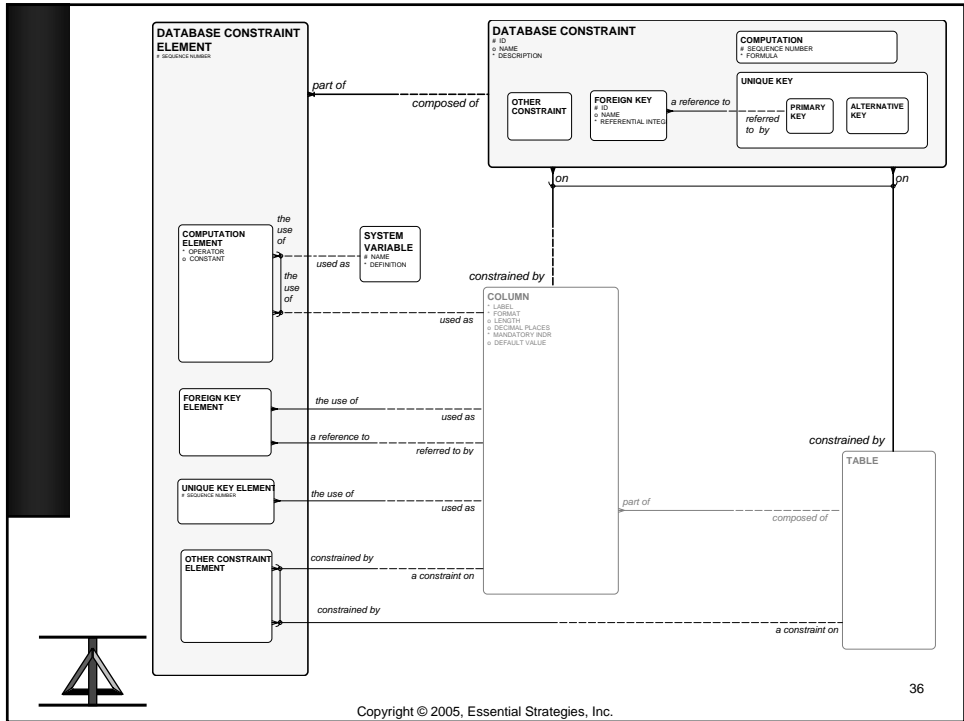 DATABASE CONSTRAINT
ELEMENT
# SEQUENCE NUMBER
part of
composed of
DATABASE CONSTRAINT
# ID
o NAME
* DESCRIPTION
COMPUTATION
# SEQUENCE NUMBER
* FORMULA
OTHER
CONSTRAINT
FOREIGN KEY
# ID
o NAME
* REFERENTIAL INTEG
a reference to
referred
to by
UNIQUE KEY
PRIMARY
KEY
ALTERNATIVE
KEY
on
on
COMPUTATION
ELEMENT
* OPERATOR
o CONSTANT
the
use
of
the
use
of
used as
SYSTEM
VARIABLE
# NAME
* DEFINITION
used as
constrained by
COLUMN
* LABEL
* FORMAT
o LENGTH
o DECIMAL PLACES
* MANDATORY INDR
o DEFAULT VALUE
FOREIGN KEY
ELEMENT
the use of
used as
a reference to
referred to by
constrained by
TABLE
UNIQUE KEY ELEMENT
# SEQUENCE NUMBER
the use of
used as
part of
composed of
OTHER CONSTRAINT
ELEMENT
constrained by
a constraint on
constrained by
a constraint on
36
Copyright © 2005, Essential Strategies, Inc.